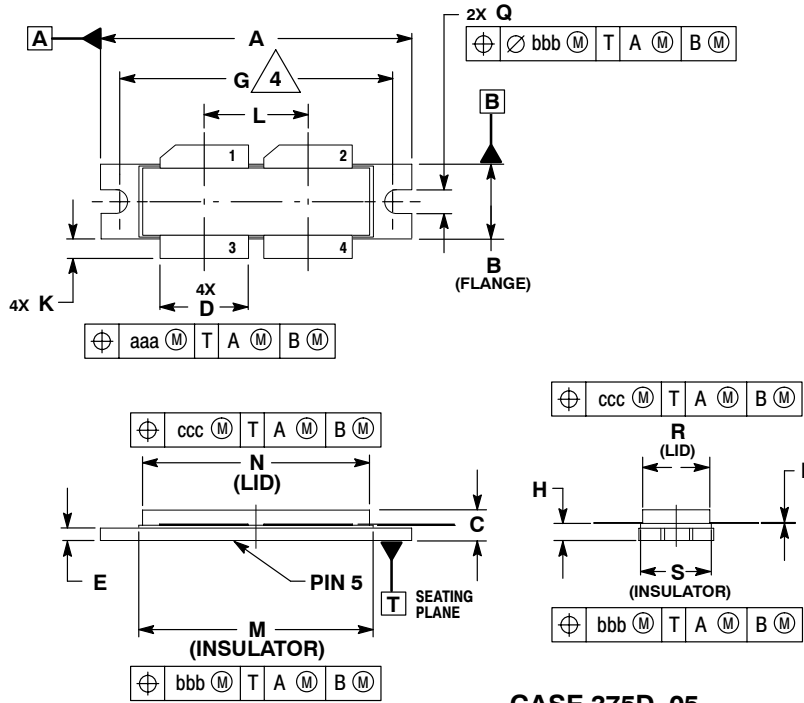 A
A
2X Q
⌖ ∅ bbb Ⓜ T A Ⓜ B Ⓜ
G 4
L
B
1 2
3 4
B
(FLANGE)
4X K
4X
D
⌖ aaa Ⓜ T A Ⓜ B Ⓜ
⌖ ccc Ⓜ T A Ⓜ B Ⓜ
N
(LID)
⌖ ccc Ⓜ T A Ⓜ B Ⓜ
R
(LID)
H
C
E
PIN 5
T SEATING
PLANE
S
(INSULATOR)
M
(INSULATOR)
⌖ bbb Ⓜ T A Ⓜ B Ⓜ
⌖ bbb Ⓜ T A Ⓜ B Ⓜ